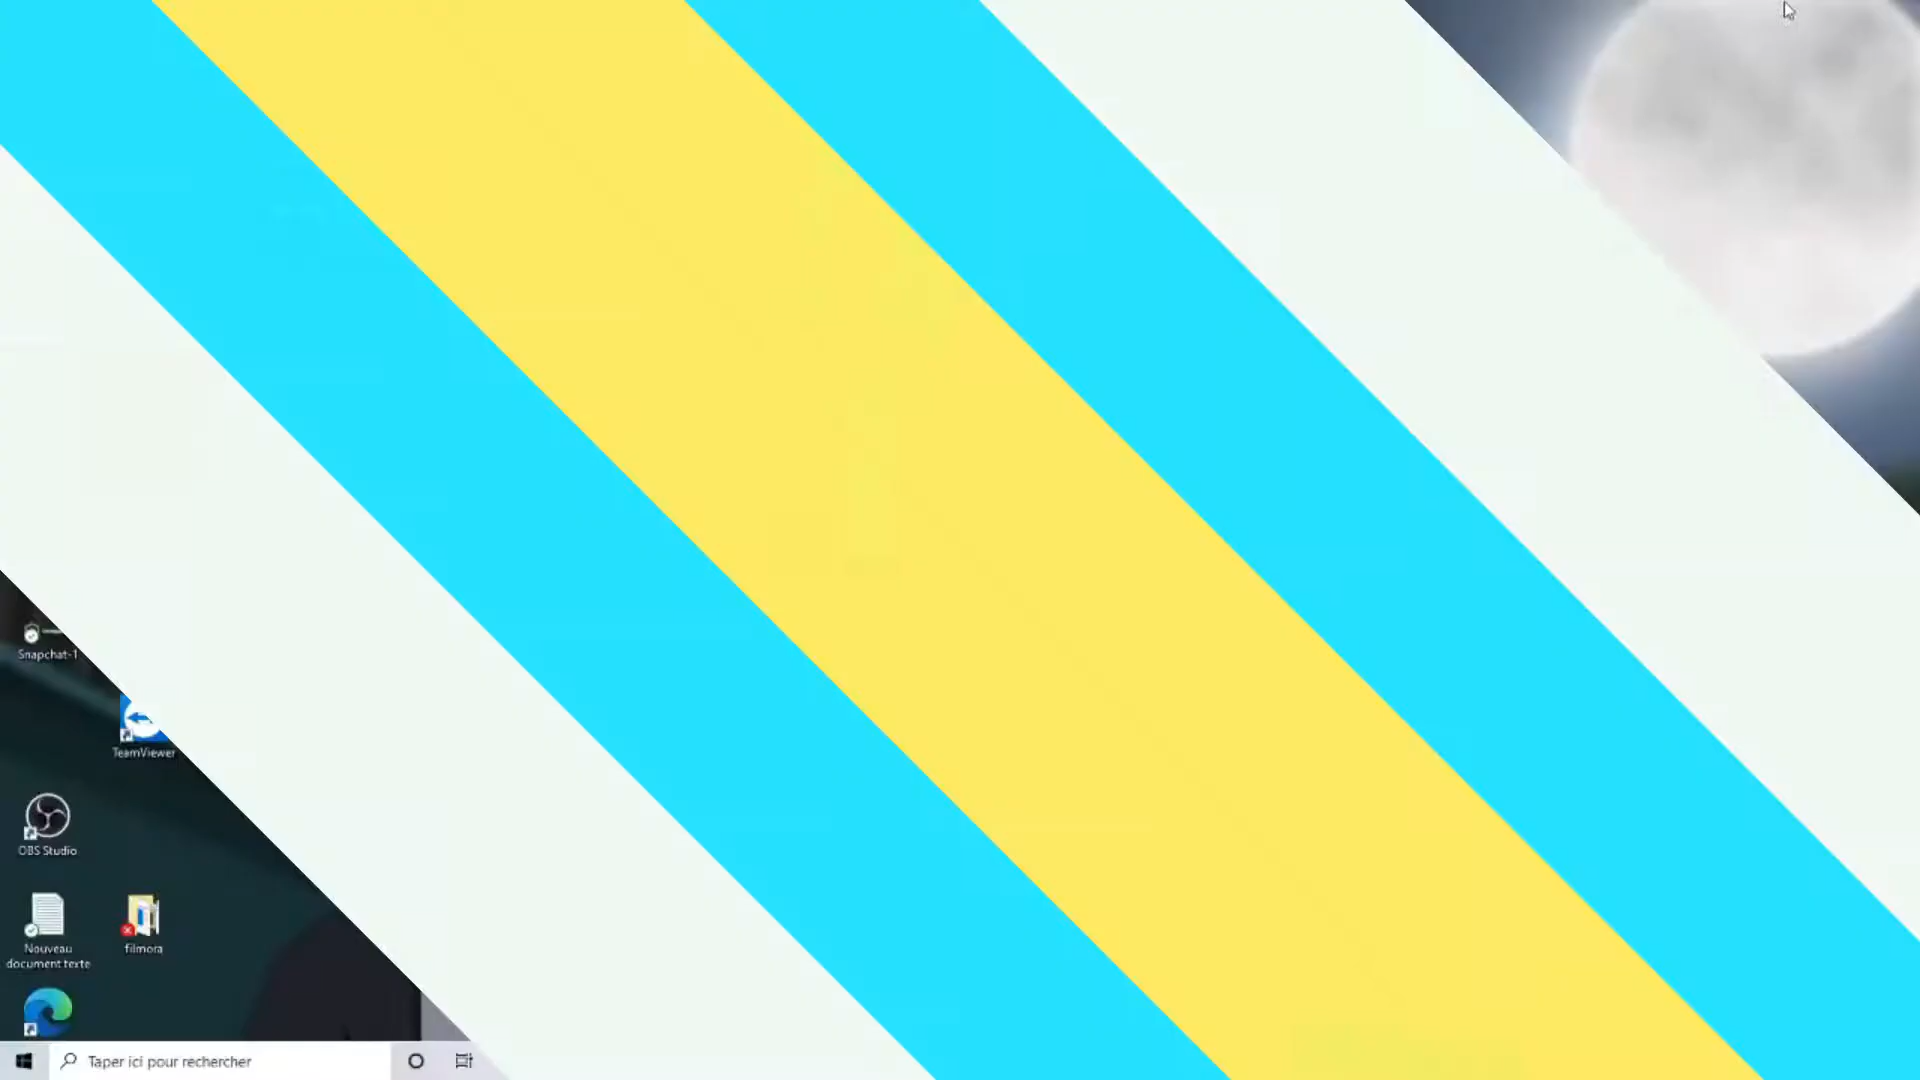 Snapchat-1
TeamViewer
OBS Studio
Nouveau
document texte
filmora
Taper ici pour rechercher